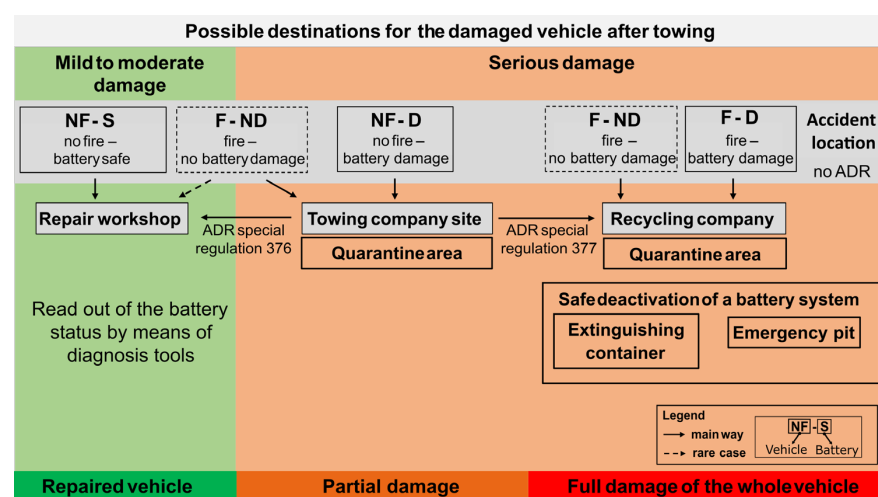 Possible destinations for the damaged vehicle after towing
Mild to moderate
damage
Serious damage
NF - S
no fire –
battery safe
F - ND
fire –
no battery damage
NF - D
no fire –
battery damage
F - ND
fire –
no battery damage
F - D
fire –
battery damage
Accident
location
no ADR
Repair workshop
ADR special
regulation 376
Towing company site
Quarantine area
ADR special
regulation 377
Recycling company
Quarantine area
Read out of the battery
status by means of
diagnosis tools
Safe deactivation of a battery system
Extinguishing
container
Emergency pit
Legend
main way
rare case
NF - S
Vehicle Battery
Repaired vehicle
Partial damage
Full damage of the whole vehicle